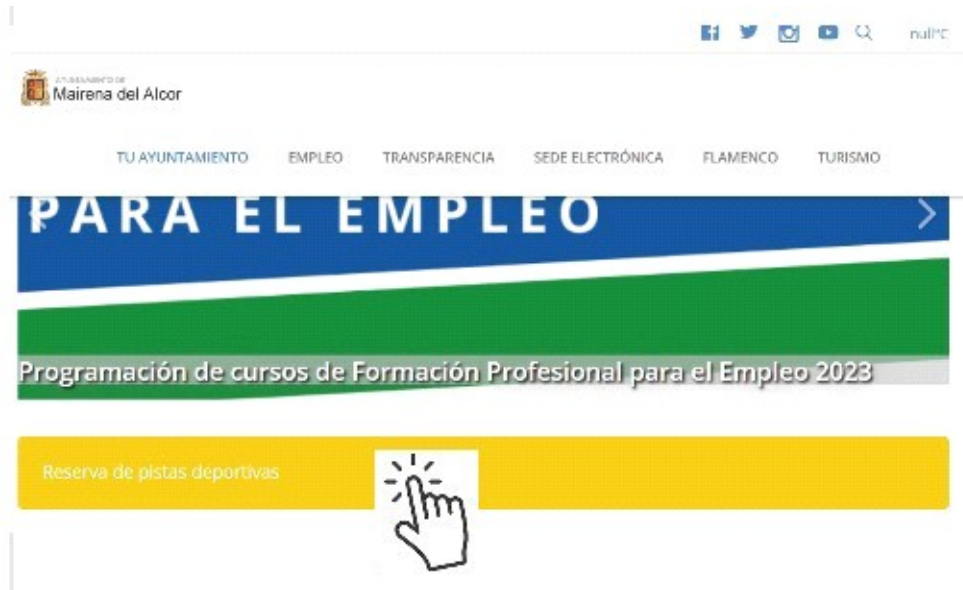 null°C
AYUNTAMIENTO DE
Mairena del Alcor
TU AYUNTAMIENTO EMPLEO TRANSPARENCIA SEDE ELECTRÓNICA FLAMENCO TURISMO
PARA EL EMPLEO
Programación de cursos de Formación Profesional para el Empleo 2023
Reserva de pistas deportivas